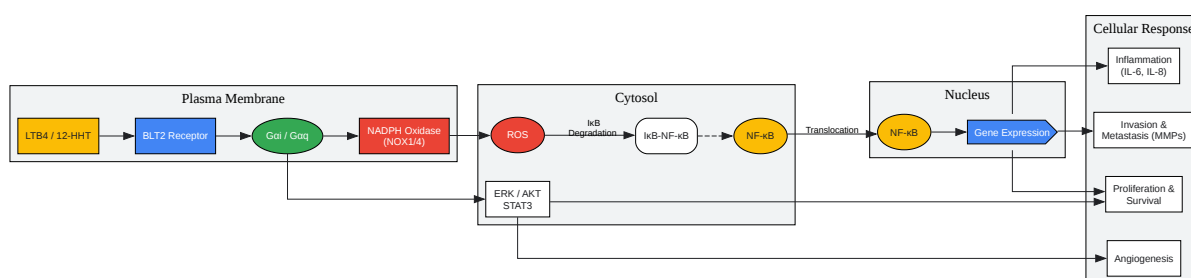 Cellular Response
Inflammation
(IL-6, IL-8)
Plasma Membrane
Cytosol
Nucleus
LTB4 / 12-HHT
BLT2 Receptor
Gαi / Gαq
NADPH Oxidase
(NOX1/4)
ROS
IκB
Degradation
IκB-NF-κB
NF-κB
Translocation
NF-κB
Gene Expression
Invasion &
Metastasis (MMPs)
ERK / AKT
STAT3
Proliferation &
Survival
Angiogenesis